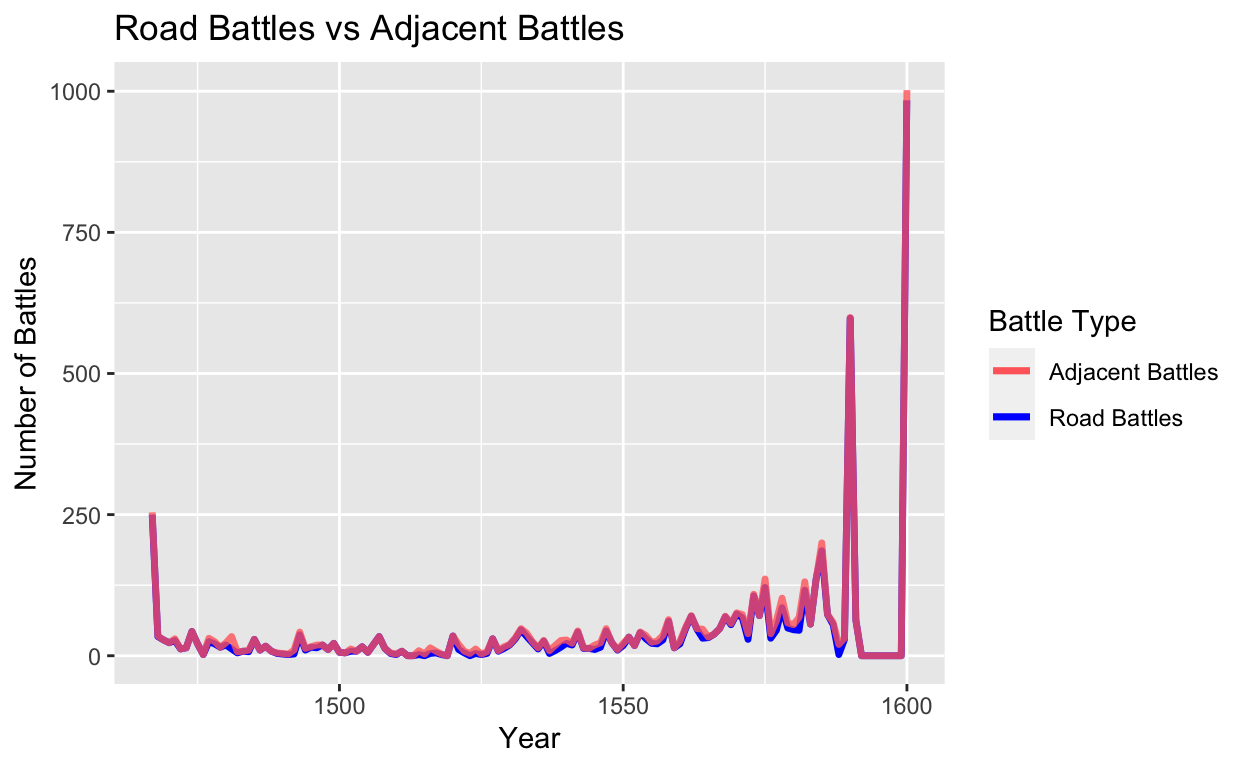 Road Battles vs Adjacent Battles
1000
750
500
250
0
Number of Battles
1500
1550
1600
Year
Battle Type
Adjacent Battles
Road Battles